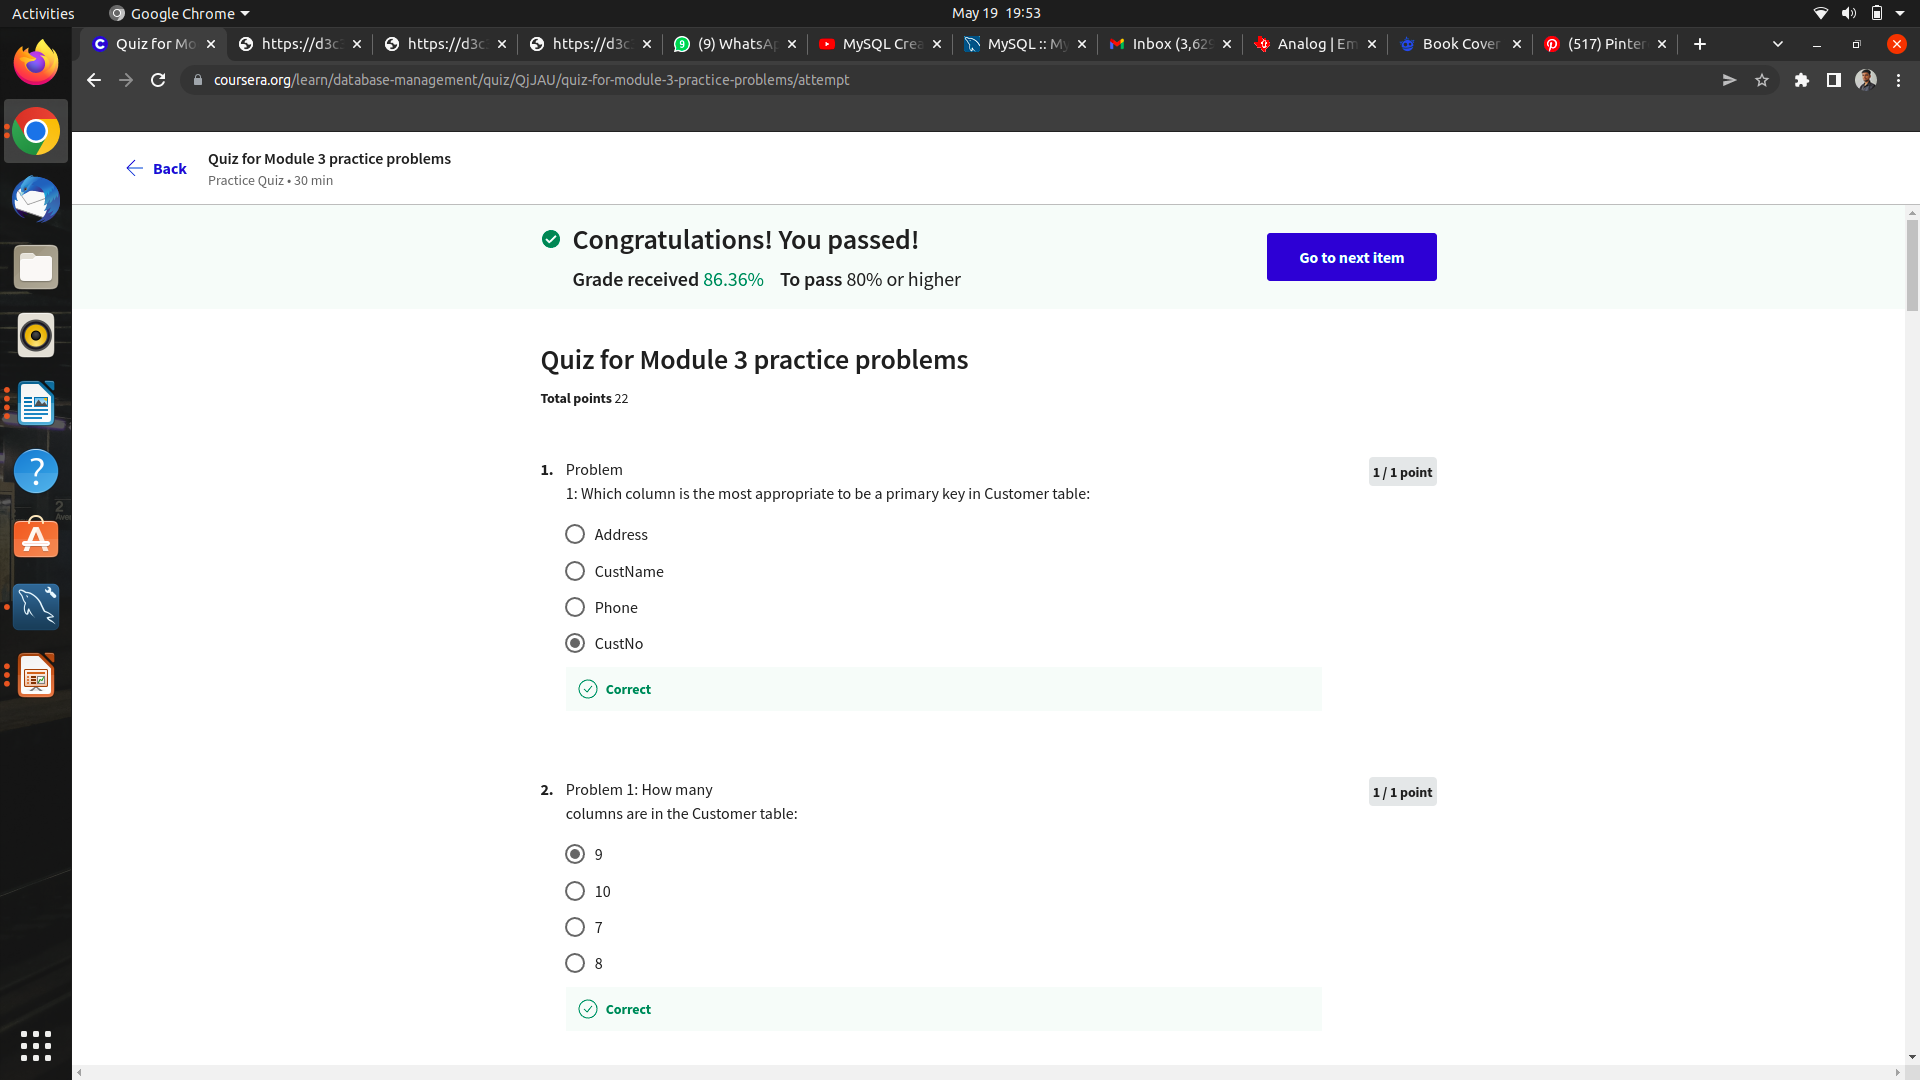 Activities
Google Chrome
May 19 19:53
Quiz for Mo
https://d3c
https://d3c
https://d3c
(9) WhatsAp
MySQL Crea
MySQL :: My
Inbox (3,629
Analog | Em
Book Cover
(517) Pinter
coursera.org/learn/database-management/quiz/QjJAU/quiz-for-module-3-practice-problems/attempt
Back
Quiz for Module 3 practice problems
Practice Quiz • 30 min
Congratulations! You passed!
Grade received 86.36% To pass 80% or higher
Go to next item
Quiz for Module 3 practice problems
Total points 22
1. Problem
1: Which column is the most appropriate to be a primary key in Customer table:
1 / 1 point
Address
CustName
Phone
CustNo
Correct
2. Problem 1: How many
columns are in the Customer table:
1 / 1 point
9
10
7
8
Correct